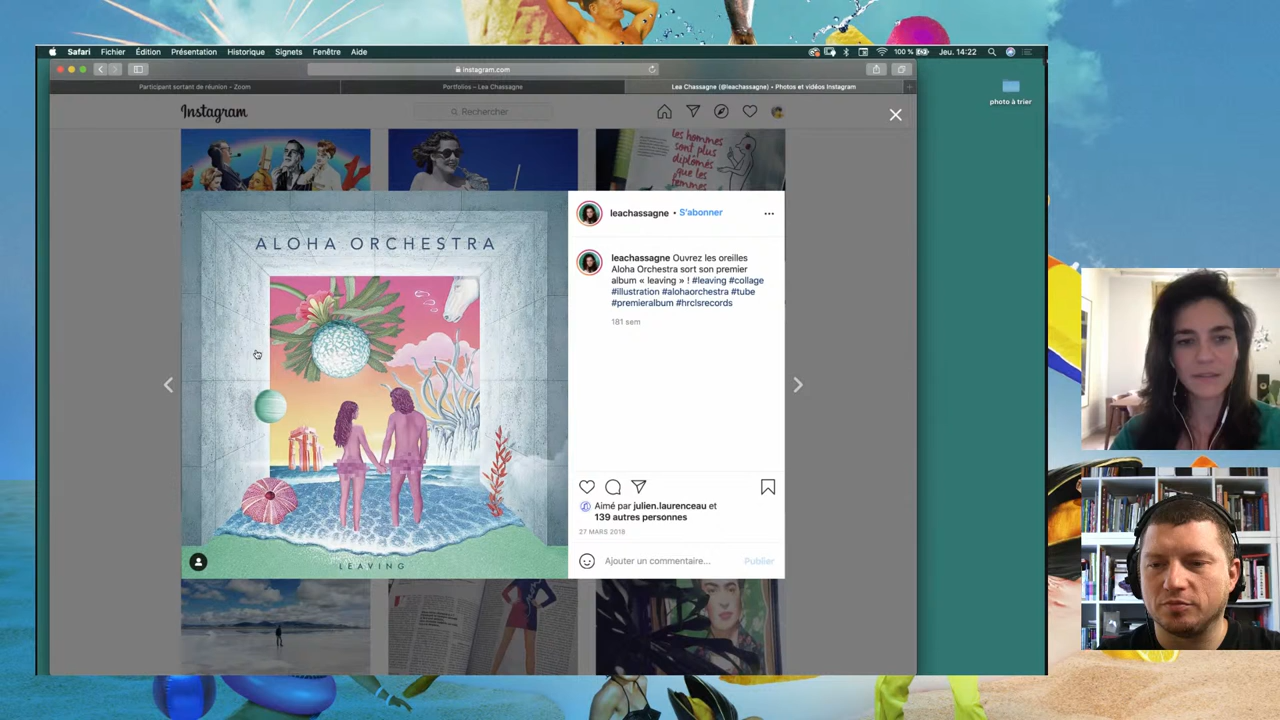 Safari Fichier Édition Présentation Historique Signets Fenêtre Aide
100 % Jeu. 14:22
instagram.com
Participant sortant de réunion - Zoom
Portfolios – Lea Chassagne
Lea Chassagne (@leachassagne) • Photos et vidéos Instagram
photo à trier
Instagram
Rechercher
les hommes
sont plus
diplômés
que les
femmes
ALOHA ORCHESTRA
LEAVING
leachassagne • S'abonner
leachassagne Ouvrez les oreilles
Aloha Orchestra sort son premier
album « leaving » ! #leaving #collage
#illustration #alohaorchestra #tube
#premieralbum #hrclsrecords
181 sem
Aimé par julien.laurenceau et
139 autres personnes
27 MARS 2018
Ajouter un commentaire... Publier